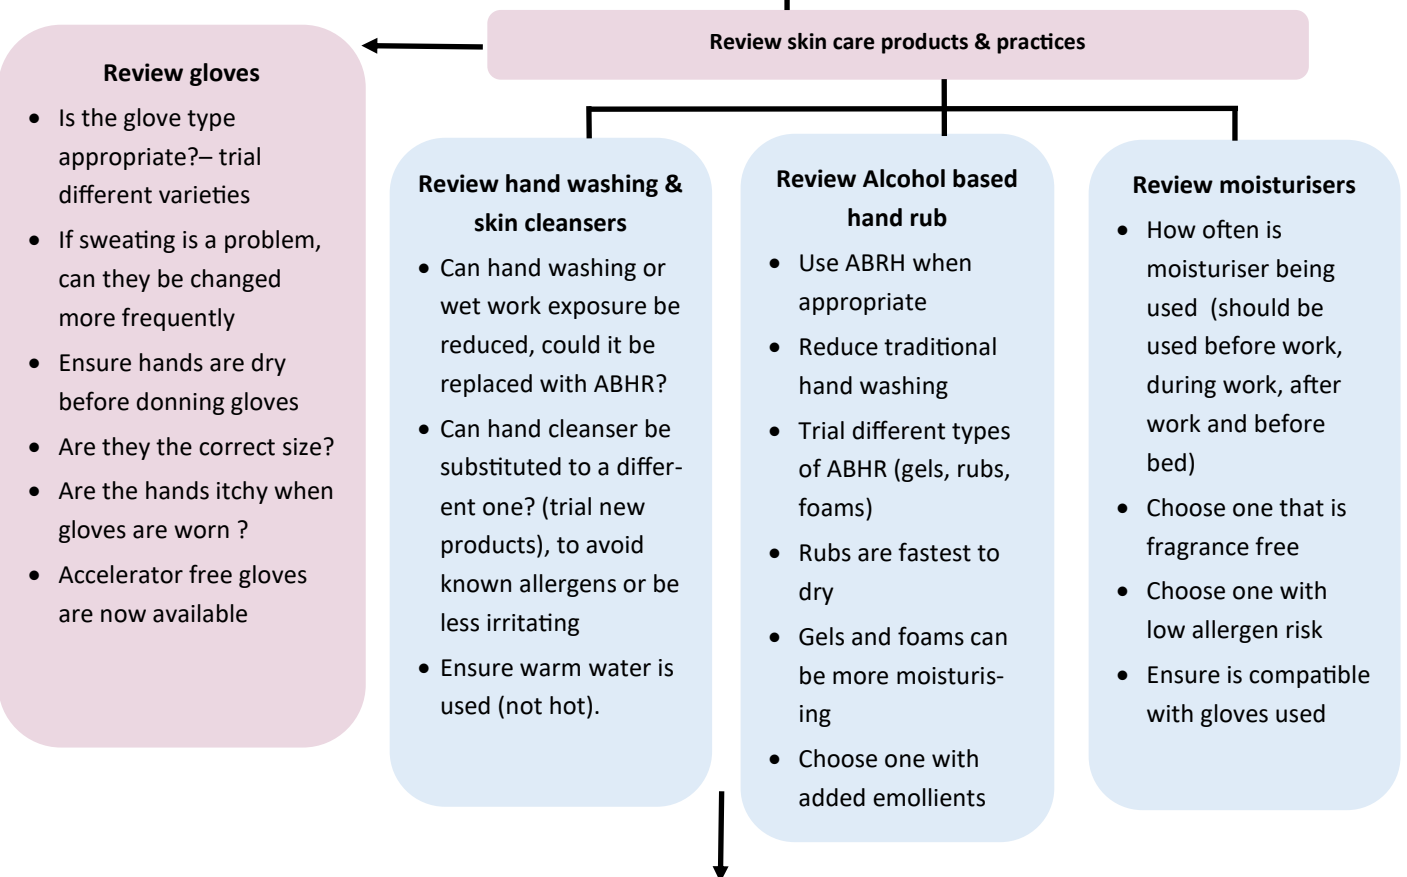 Review skin care products & practices
Review gloves
• Is the glove type
appropriate?– trial
different varieties
• If sweating is a problem,
can they be changed
more frequently
• Ensure hands are dry
before donning gloves
• Are they the correct size?
• Are the hands itchy when
gloves are worn ?
• Accelerator free gloves
are now available
Review hand washing &
skin cleansers
• Can hand washing or
wet work exposure be
reduced, could it be
replaced with ABHR?
• Can hand cleanser be
substituted to a differ-
ent one? (trial new
products), to avoid
known allergens or be
less irritating
• Ensure warm water is
used (not hot).
Review Alcohol based
hand rub
• Use ABRH when
appropriate
• Reduce traditional
hand washing
• Trial different types
of ABHR (gels, rubs,
foams)
• Rubs are fastest to
dry
• Gels and foams can
be more moisturis-
ing
• Choose one with
added emollients
Review moisturisers
• How often is
moisturiser being
used  (should be
used before work,
during work, after
work and before
bed)
• Choose one that is
fragrance free
• Choose one with
low allergen risk
• Ensure is compatible
with gloves used